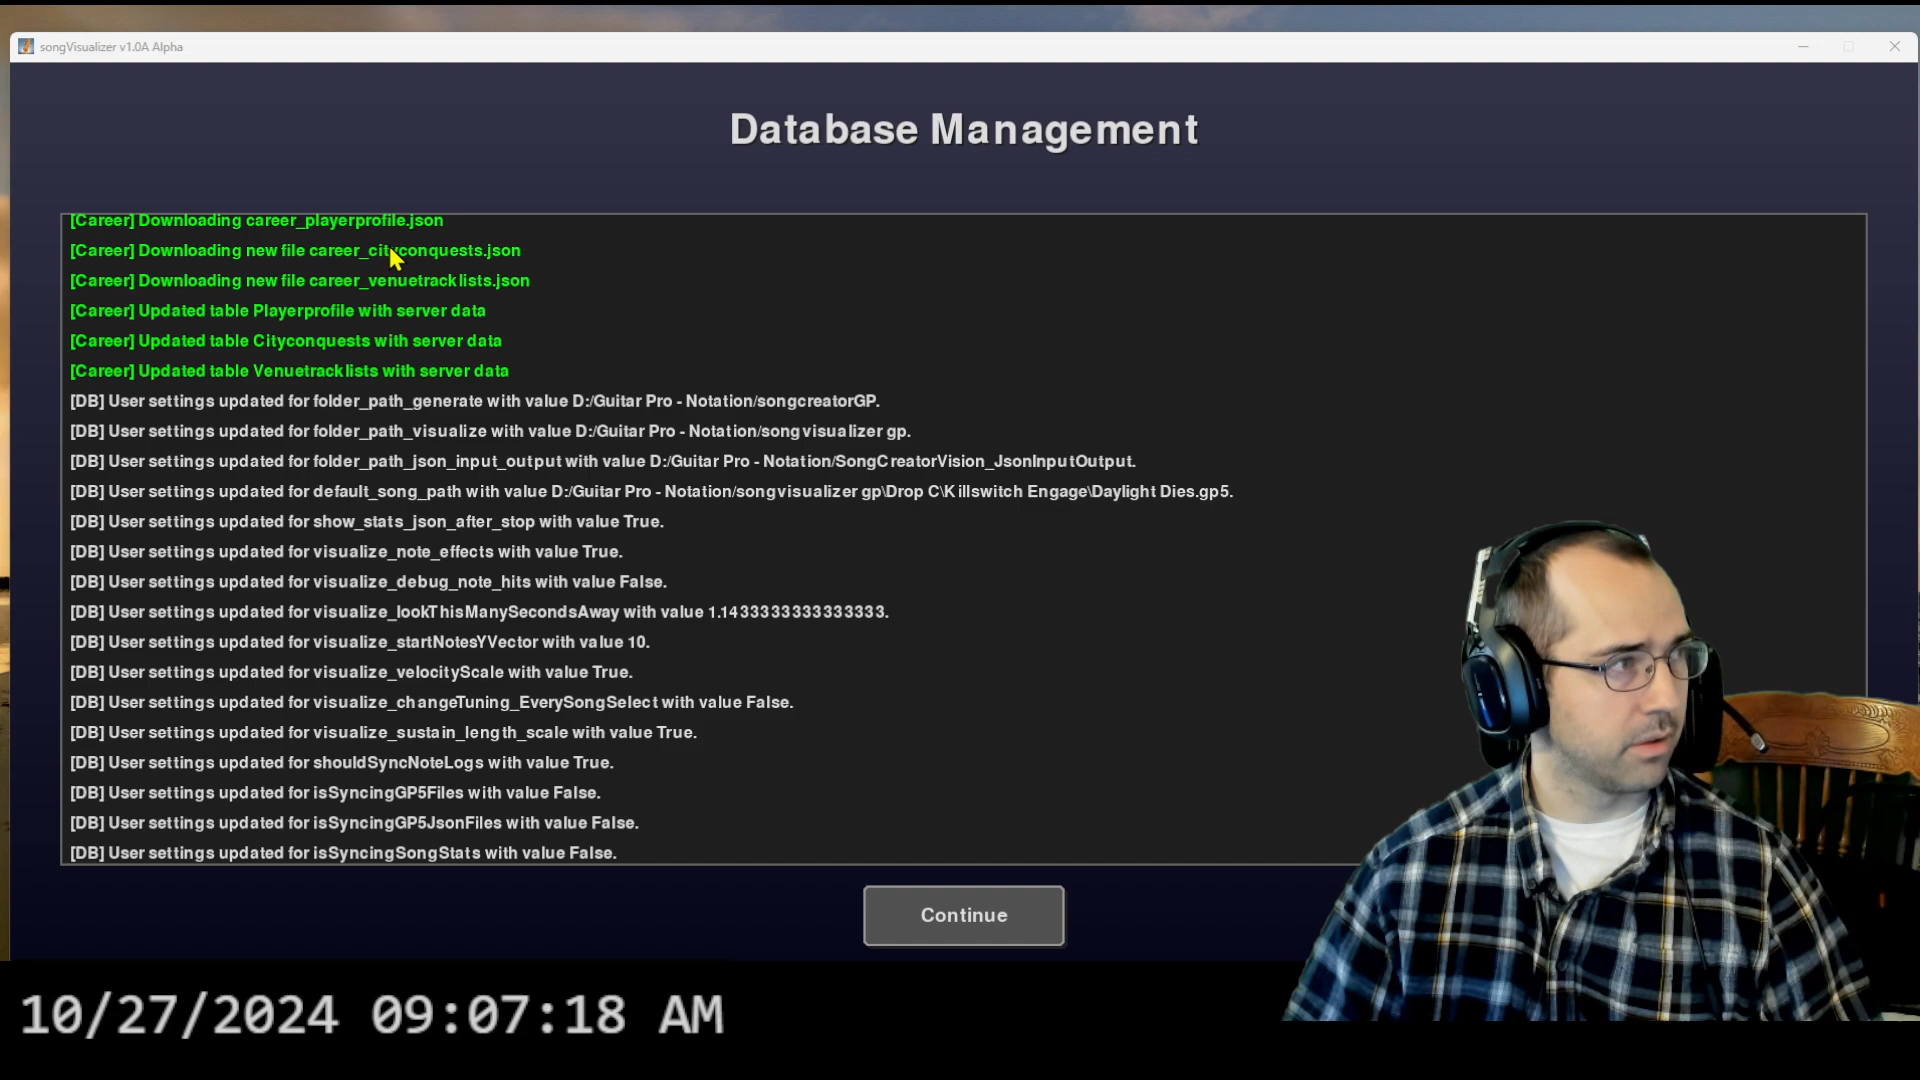 songVisualizer v1.0A Alpha
Database Management
[Career] Downloading career_playerprofile.json
[Career] Downloading new file career_cityconquests.json
[Career] Downloading new file career_venuetracklists.json
[Career] Updated table Playerprofile with server data
[Career] Updated table Cityconquests with server data
[Career] Updated table Venuetracklists with server data
[DB] User settings updated for folder_path_generate with value D:/Guitar Pro - Notation/songcreatorGP.
[DB] User settings updated for folder_path_visualize with value D:/Guitar Pro - Notation/songvisualizer gp.
[DB] User settings updated for folder_path_json_input_output with value D:/Guitar Pro - Notation/SongCreatorVision_JsonInputOutput.
[DB] User settings updated for default_song_path with value D:/Guitar Pro - Notation/songvisualizer gp\Drop C\Killswitch Engage\Daylight Dies.gp5.
[DB] User settings updated for show_stats_json_after_stop with value True.
[DB] User settings updated for visualize_note_effects with value True.
[DB] User settings updated for visualize_debug_note_hits with value False.
[DB] User settings updated for visualize_lookThisManySecondsAway with value 1.1433333333333333.
[DB] User settings updated for visualize_startNotesYVector with value 10.
[DB] User settings updated for visualize_velocityScale with value True.
[DB] User settings updated for visualize_changeTuning_EverySongSelect with value False.
[DB] User settings updated for visualize_sustain_length_scale with value True.
[DB] User settings updated for shouldSyncNoteLogs with value True.
[DB] User settings updated for isSyncingGP5Files with value False.
[DB] User settings updated for isSyncingGP5JsonFiles with value False.
[DB] User settings updated for isSyncingSongStats with value False.
Continue
10/27/2024 09:07:18 AM